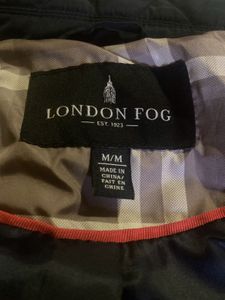 LONDON FOG
EST. 1923
M/M
MADE IN
CHINA/
FAIT EN
CHINE